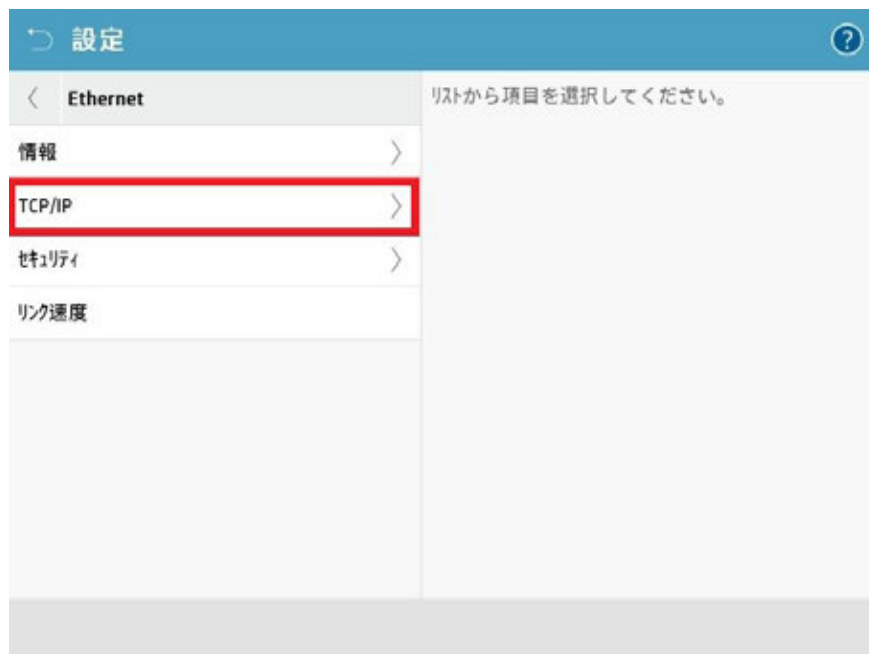 設定
?
Ethernet
リストから項目を選択してください。
情報
TCP/IP
セキュリティ
リンク速度